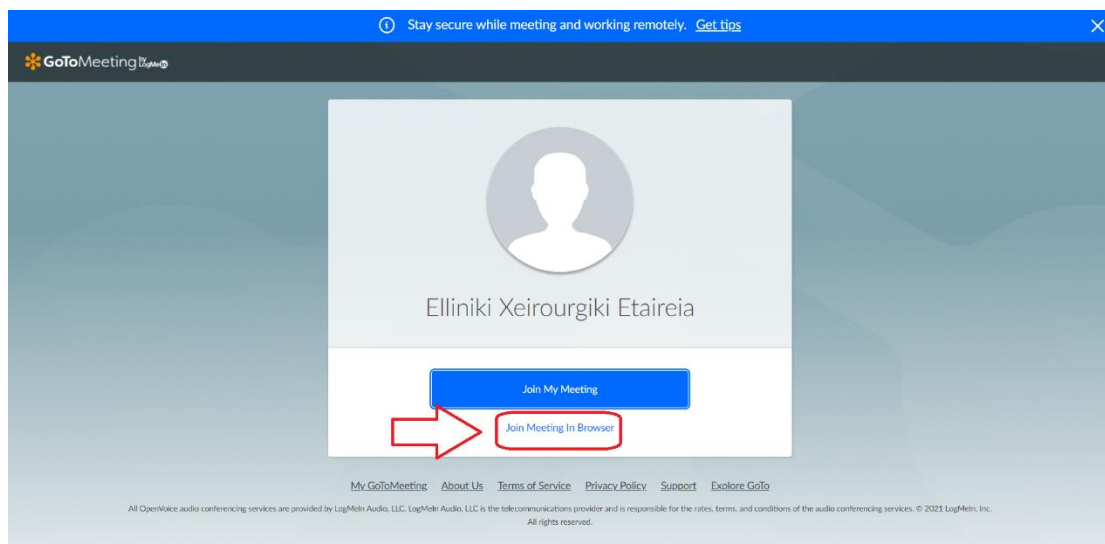 Stay secure while meeting and working remotely. Get tips
GoToMeeting by LogMeIn
Elliniki Xeirourgiki Etaireia
Join My Meeting
Join Meeting In Browser
My GoToMeeting About Us Terms of Service Privacy Policy Support Explore GoTo
All OpenVoice audio conferencing services are provided by LogMeIn Audio, LLC. LogMeIn Audio, LLC is the telecommunications provider and is responsible for the rates, terms, and conditions of the audio conferencing services. © 2021 LogMeIn, Inc.
All rights reserved.